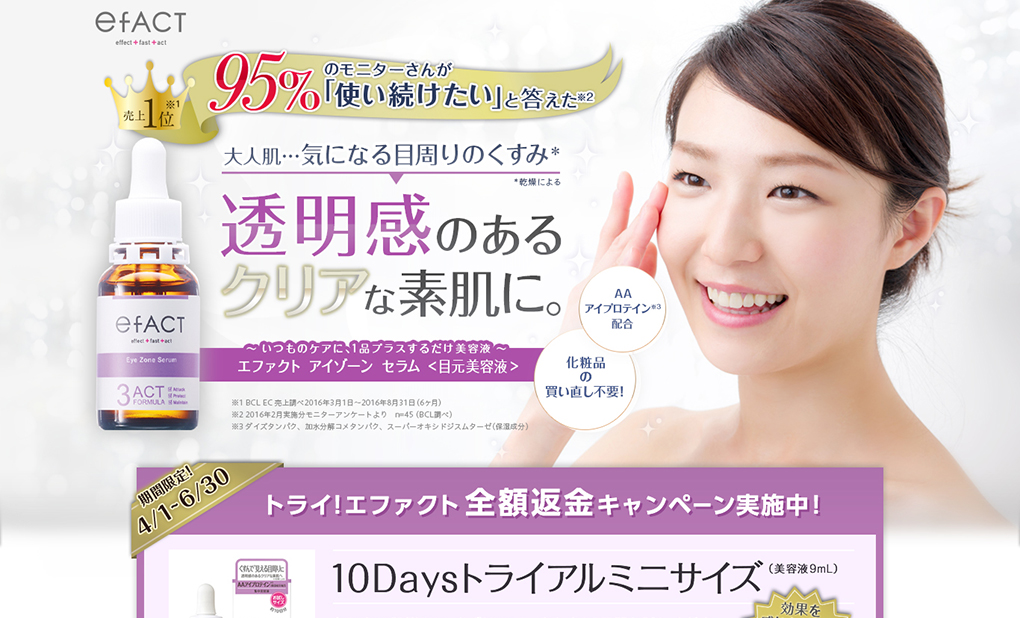 efACT
effect+fast+act
95%のモニターさんが
「使い続けたい」と答えた※2
売上1位※1
大人肌…気になる目周りのくすみ*
*乾燥による
透明感のある
クリアな素肌に。
AA
アイプロテイン※3
配合
化粧品
の
買い直し不要!
～いつものケアに、1品プラスするだけ美容液～
エファクト アイゾーン セラム <目元美容液>
efACT
effect+fast+act
Eye Zone Serum
3 ACT
FORMULA
※1 BCL EC 売上調べ2016年3月1日～2016年8月31日(6ヶ月)
※2 2016年2月実施分モニターアンケートより n=45 (BCL調べ)
※3 ダイズタンパク、加水分解コメタンパク、スーパーオキシドジスムターゼ(保湿成分)
期間限定!
4/1-6/30
トライ!エファクト 全額返金キャンペーン実施中!
10Daysトライアルミニサイズ(美容液9mL)
効果を